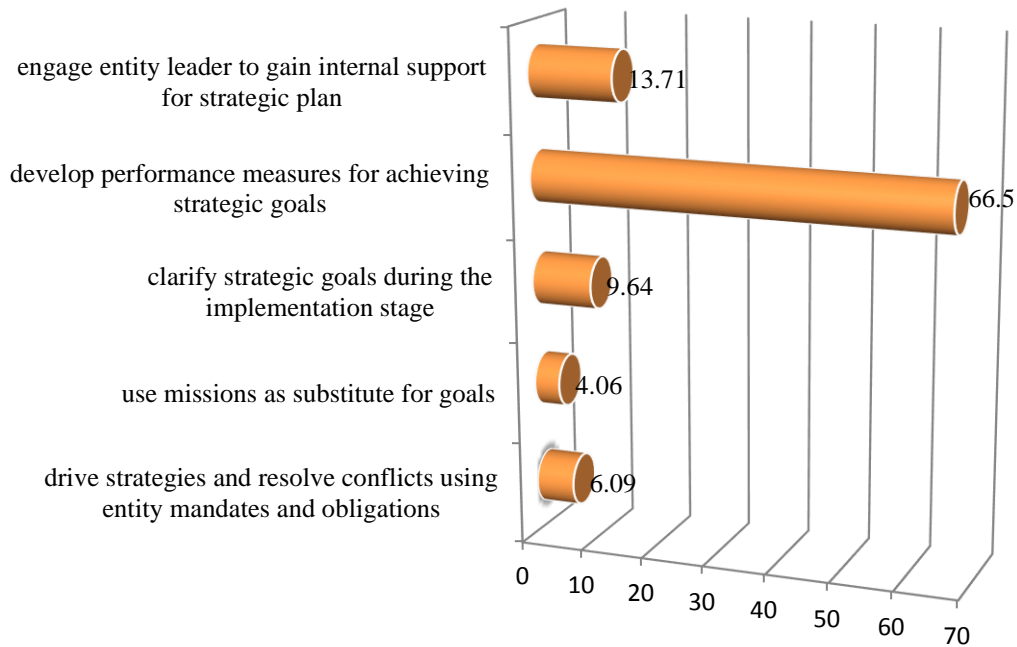 engage entity leader to gain internal support
for strategic plan
13.71
develop performance measures for achieving
strategic goals
66.5
clarify strategic goals during the
implementation stage
9.64
use missions as substitute for goals
4.06
drive strategies and resolve conflicts using
entity mandates and obligations
6.09
0
10
20
30
40
50
60
70